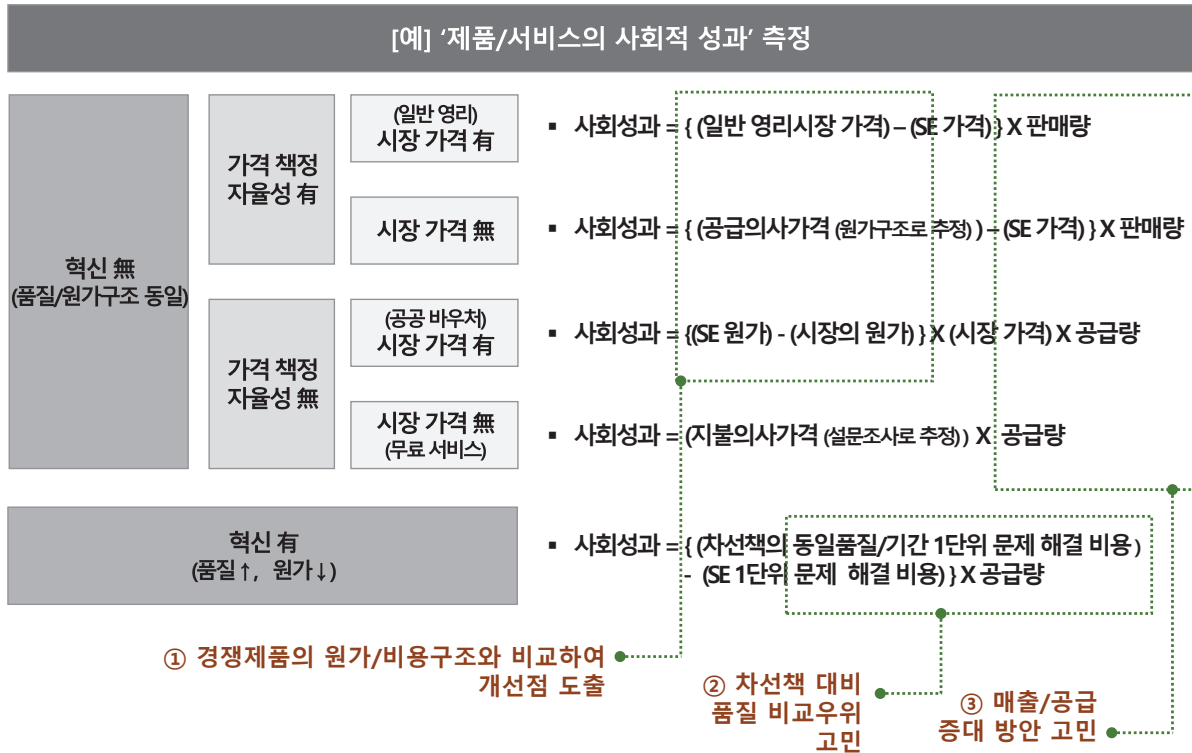 [예] ‘제품/서비스의 사회적 성과’ 측정
혁신 無
(품질/원가구조 동일)
가격 책정
자율성 有
(일반 영리)
시장 가격 有
▪ 사회성과 = { (일반 영리시장 가격) – (SE 가격) } X 판매량
시장 가격 無
▪ 사회성과 = { (공급의사가격 (원가구조로 추정) ) – (SE 가격) } X 판매량
가격 책정
자율성 無
(공공 바우처)
시장 가격 有
▪ 사회성과 = {(SE 원가) - (시장의 원가) } X (시장 가격) X 공급량
시장 가격 無
(무료 서비스)
▪ 사회성과 = (지불의사가격 (설문조사로 추정) ) X 공급량
혁신 有
(품질↑, 원가↓)
▪ 사회성과 = { (차선책의 동일품질/기간 1단위 문제 해결 비용 )
- (SE 1단위 문제 해결 비용) } X 공급량
① 경쟁제품의 원가/비용구조와 비교하여
개선점 도출
② 차선책 대비
품질 비교우위
고민
③ 매출/공급
증대 방안 고민